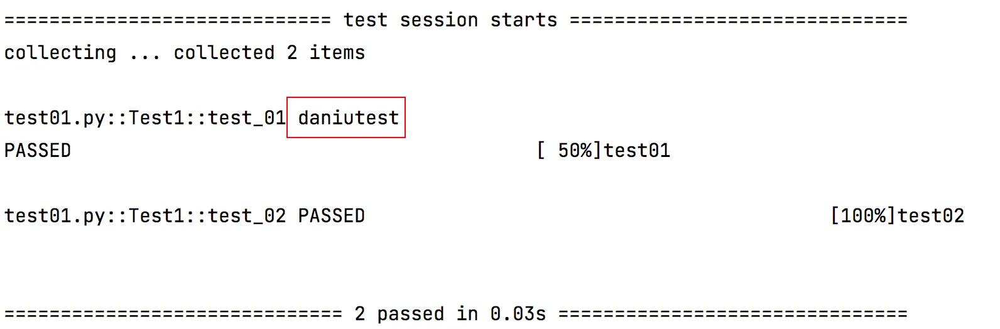 ============================= test session starts ==============================
collecting ... collected 2 items
test01.py::Test1::test_01 daniutest
PASSED                                         [ 50%]test01
test01.py::Test1::test_02 PASSED                                         [100%]test02
============================== 2 passed in 0.03s ===============================